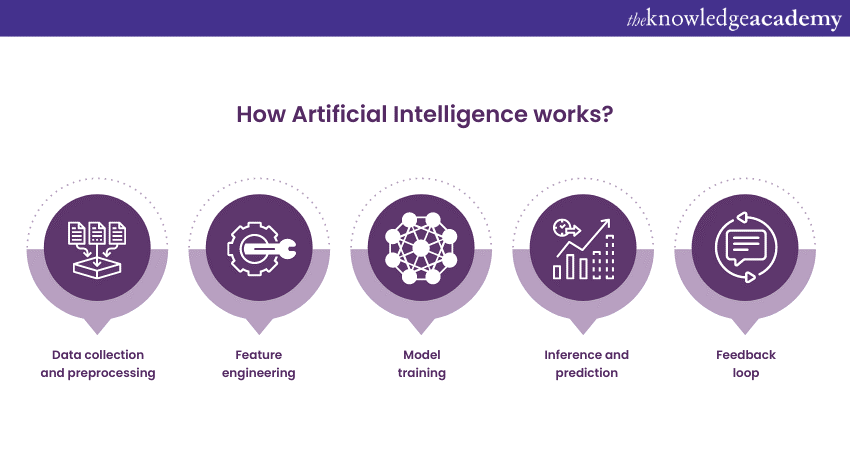 theknowledgeacademy
How Artificial Intelligence works?
Data collection
and preprocessing
Feature
engineering
Model
training
Inference and
prediction
Feedback
loop